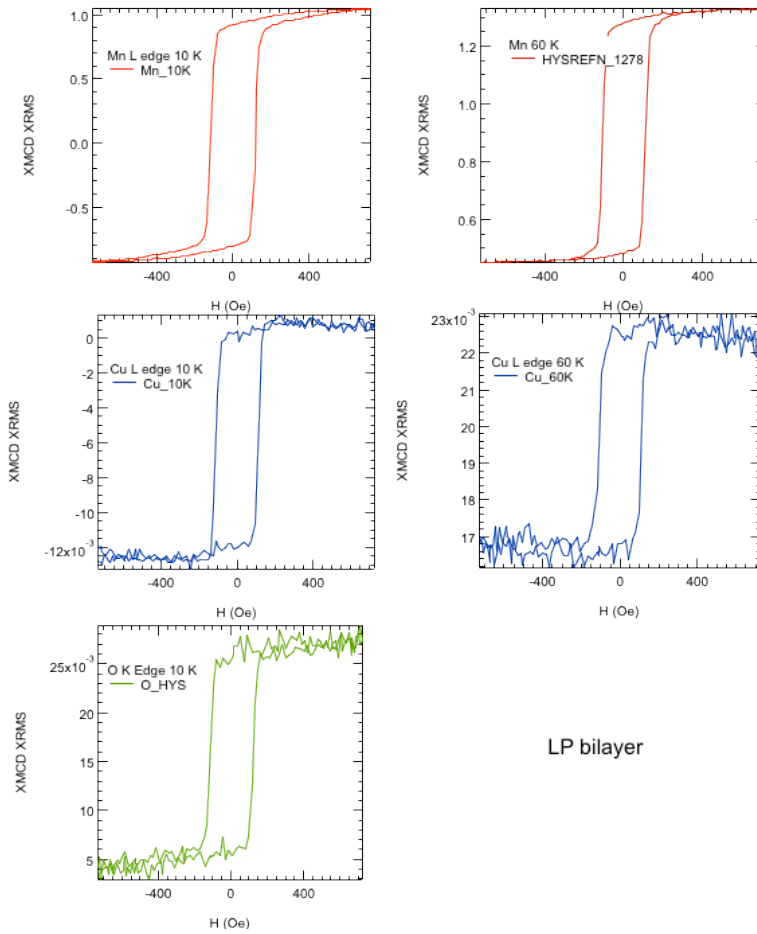 1.0
0.5
0.0
-0.5
XMCD XRMS
Mn L edge 10 K
Mn_10K
-400 0 400
H (Oe)
1.2
1.0
0.8
0.6
XMCD XRMS
Mn 60 K
HYSREFN_1278
-400 0 400
H (Oe)
0
-2
-4
-6
-8
-10
-12x10⁻³
XMCD XRMS
Cu L edge 10 K
Cu_10K
-400 0 400
H (Oe)
23x10⁻³
22
21
20
19
18
17
XMCD XRMS
Cu L edge 60 K
Cu_60K
-400 0 400
H (Oe)
25x10⁻³
20
15
10
5
XMCD XRMS
O K Edge 10 K
O_HYS
-400 0 400
H (Oe)
LP bilayer